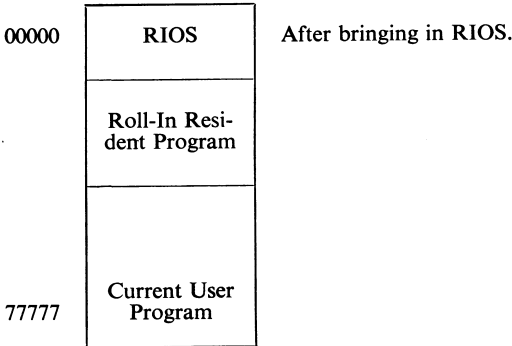 00000 RIOS After bringing in RIOS.
Roll-In Resi-
dent Program
Current User
77777 Program